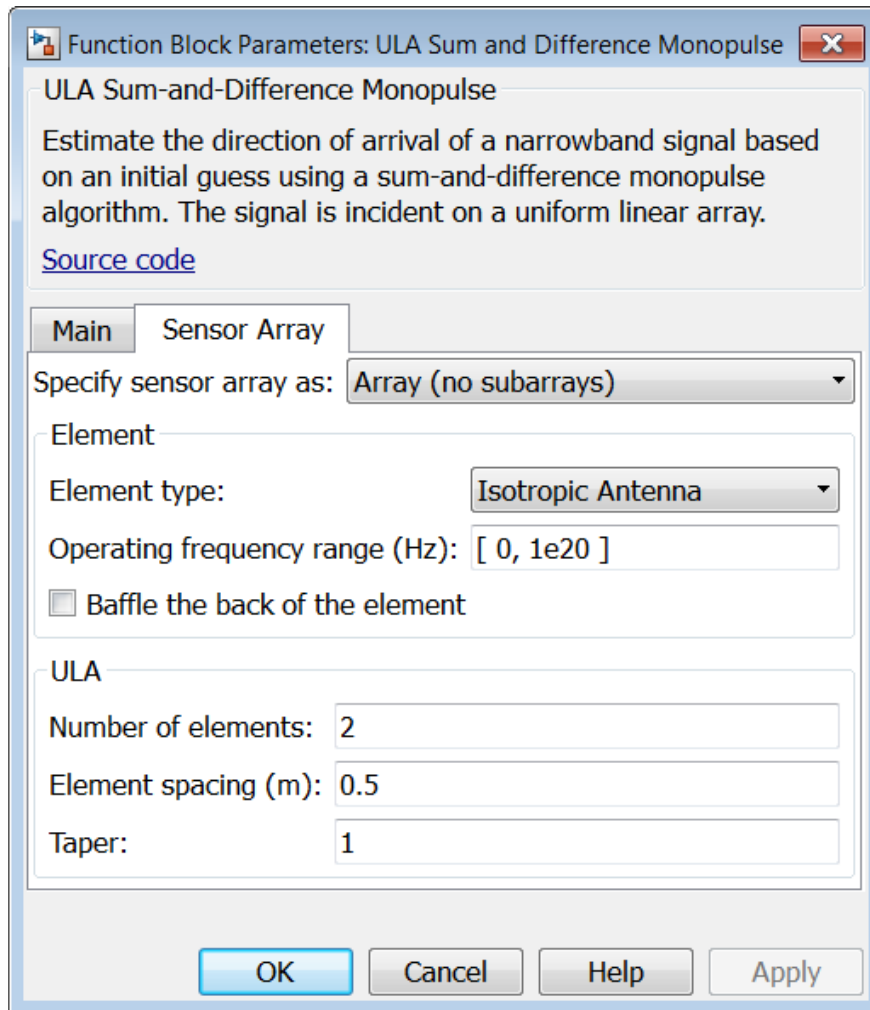 Function Block Parameters: ULA Sum and Difference Monopulse
ULA Sum-and-Difference Monopulse
Estimate the direction of arrival of a narrowband signal based
on an initial guess using a sum-and-difference monopulse
algorithm. The signal is incident on a uniform linear array.
Source code
Main Sensor Array
Specify sensor array as: Array (no subarrays)
Element
Element type: Isotropic Antenna
Operating frequency range (Hz): [ 0, 1e20 ]
Baffle the back of the element
ULA
Number of elements: 2
Element spacing (m): 0.5
Taper: 1
OK Cancel Help Apply